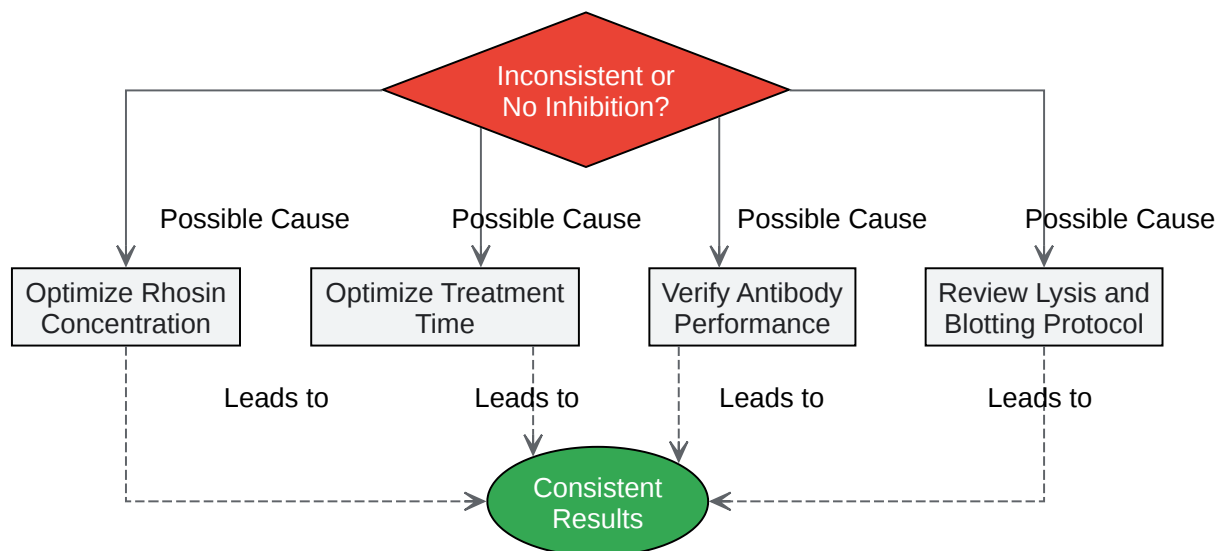 Inconsistent or
No Inhibition?
Possible Cause
Possible Cause
Possible Cause
Possible Cause
Optimize Rhosin
Concentration
Optimize Treatment
Time
Verify Antibody
Performance
Review Lysis and
Blotting Protocol
Leads to
Leads to
Leads to
Leads to
Consistent
Results